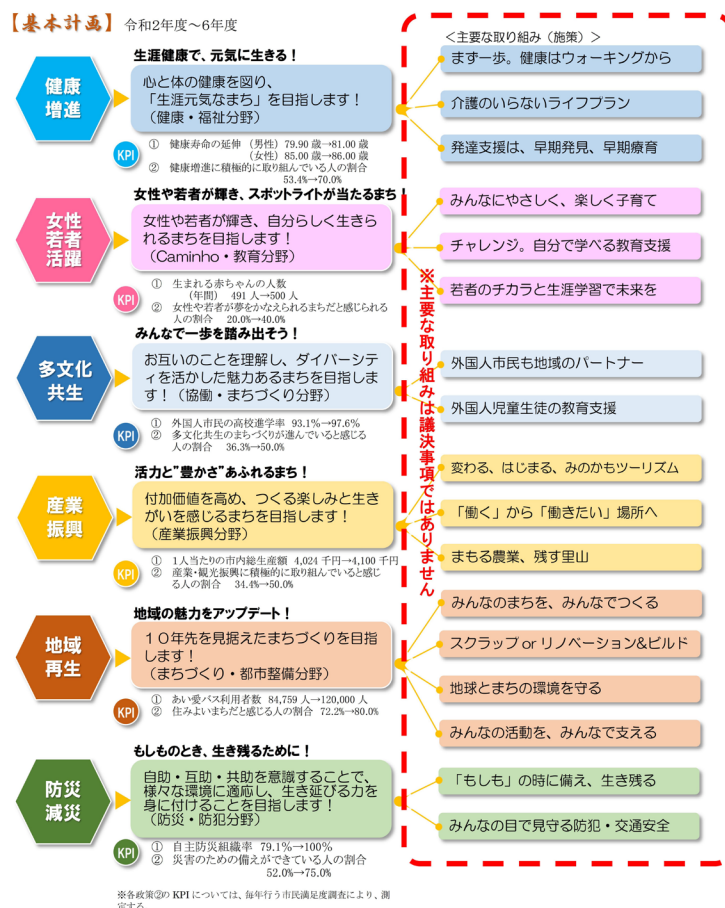 【基本計画】 令和2年度～6年度
＜主要な取り組み（施策）＞
健康
増進
生涯健康で、元気に生きる！
心と体の健康を図り、
「生涯元気なまち」を目指します！
（健康・福祉分野）
KPI
① 健康寿命の延伸（男性）79.90歳→81.00歳
（女性）85.00歳→86.00歳
② 健康増進に積極的に取り組んでいる人の割合
53.4%→70.0%
まず一歩。健康はウォーキングから
介護のいらないライフプラン
発達支援は、早期発見、早期療育
女性
若者
活躍
女性や若者が輝き、スポットライトが当たるまち！
女性や若者が輝き、自分らしく生きら
れるまちを目指します！
（Caminho・教育分野）
KPI
① 生まれる赤ちゃんの人数
（年間） 491人→500人
② 女性や若者が夢をかなえられるまちだと感じられる
人の割合 20.0%→40.0%
みんなにやさしく、楽しく子育て
チャレンジ。自分で学べる教育支援
若者のチカラと生涯学習で未来を
※主要な取り組みは議決事項ではありません
多文化
共生
みんなで一歩を踏み出そう！
お互いのことを理解し、ダイバーシテ
ィを活かした魅力あるまちを目指しま
す！（協働・まちづくり分野）
KPI
① 外国人市民の高校進学率 93.1%→97.6%
② 多文化共生のまちづくりが進んでいると感じる
人の割合 36.3%→50.0%
外国人市民も地域のパートナー
外国人児童生徒の教育支援
産業
振興
活力と”豊かさ”あふれるまち！
付加価値を高め、つくる楽しみと生き
がいを感じるまちを目指します！
（産業振興分野）
KPI
① 1人当たりの市内総生産額 4,024千円→4,100千円
② 産業・観光振興に積極的に取り組んでいると感じ
る人の割合 34.4%→50.0%
変わる、はじまる、みのかもツーリズム
「働く」から「働きたい」場所へ
まもる農業、残す里山
地域
再生
地域の魅力をアップデート！
１０年先を見据えたまちづくりを目指
します！
（まちづくり・都市整備分野）
KPI
① あい愛バス利用者数 84,759人→120,000人
② 住みよいまちだと感じる人の割合 72.2%→80.0%
みんなのまちを、みんなでつくる
スクラップorリノベーション&ビルド
地球とまちの環境を守る
みんなの活動を、みんなで支える
防災
減災
もしものとき、生き残るために！
自助・互助・共助を意識することで、
様々な環境に適応し、生き延びる力を
身に付けることを目指します！
（防災・防犯分野）
KPI
① 自主防災組織率 79.1%→100%
② 災害のための備えができている人の割合
52.0%→75.0%
「もしも」の時に備え、生き残る
みんなの目で見守る防犯・交通安全
※各政策②のKPIについては、毎年行う市民満足度調査により、測
定する